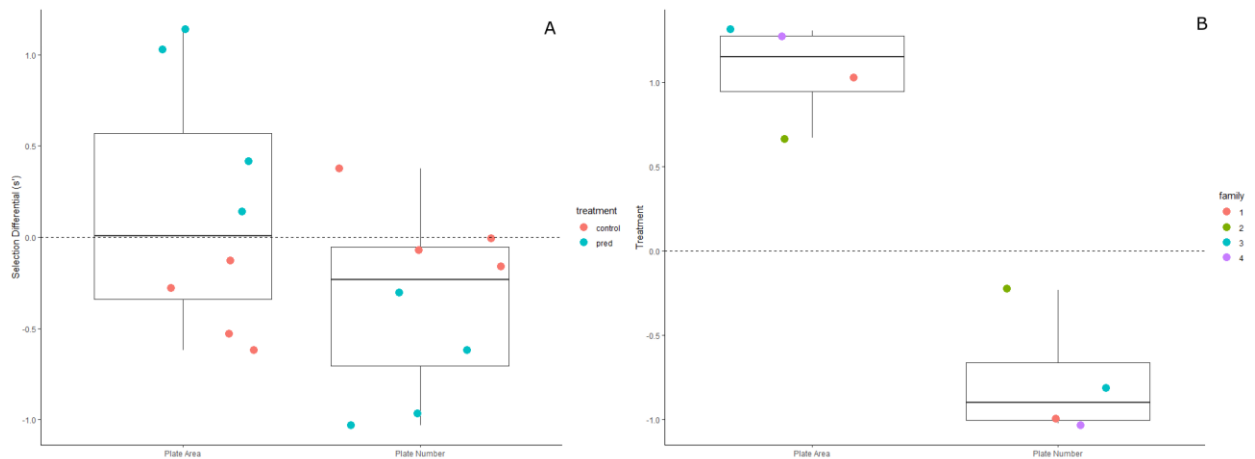 A
1.0
0.5
0.0
-0.5
-1.0
Selection Differential (s')
Plate Area
Plate Number
treatment
control
pred
B
1.0
0.5
0.0
-0.5
-1.0
Treatment
Plate Area
Plate Number
family
1
2
3
4